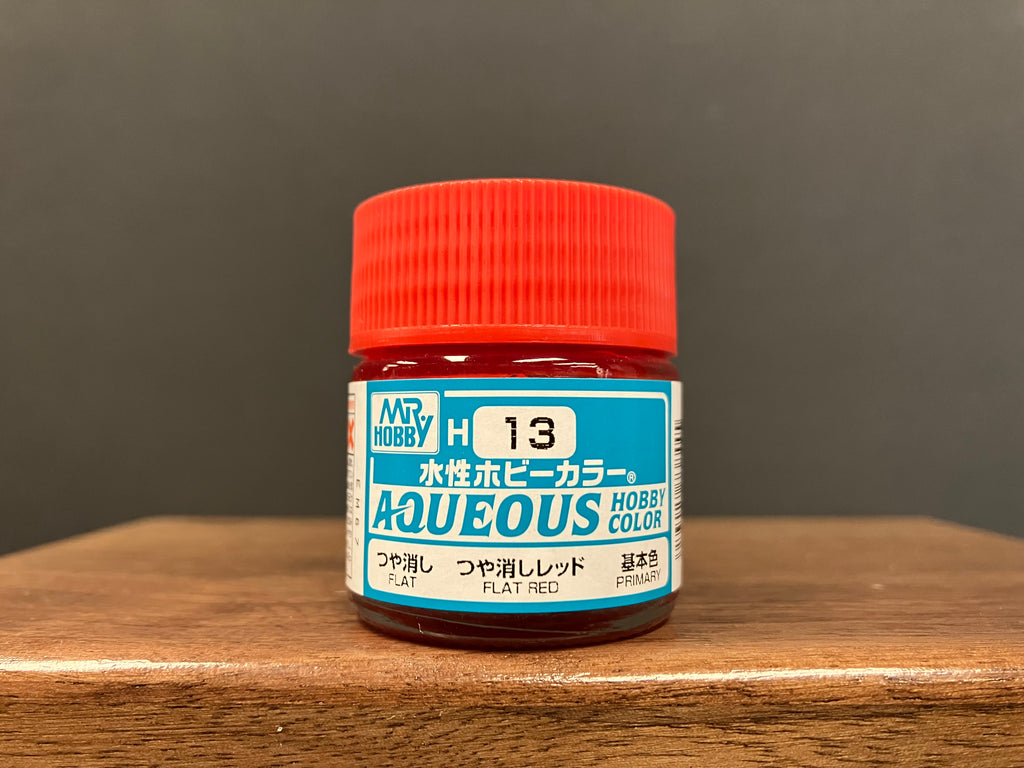 MR.
HOBBY
H 13
水性ホビーカラー®
AQUEOUS HOBBY
COLOR
つや消し つや消しレッド 基本色
FLAT FLAT RED PRIMARY
EM67